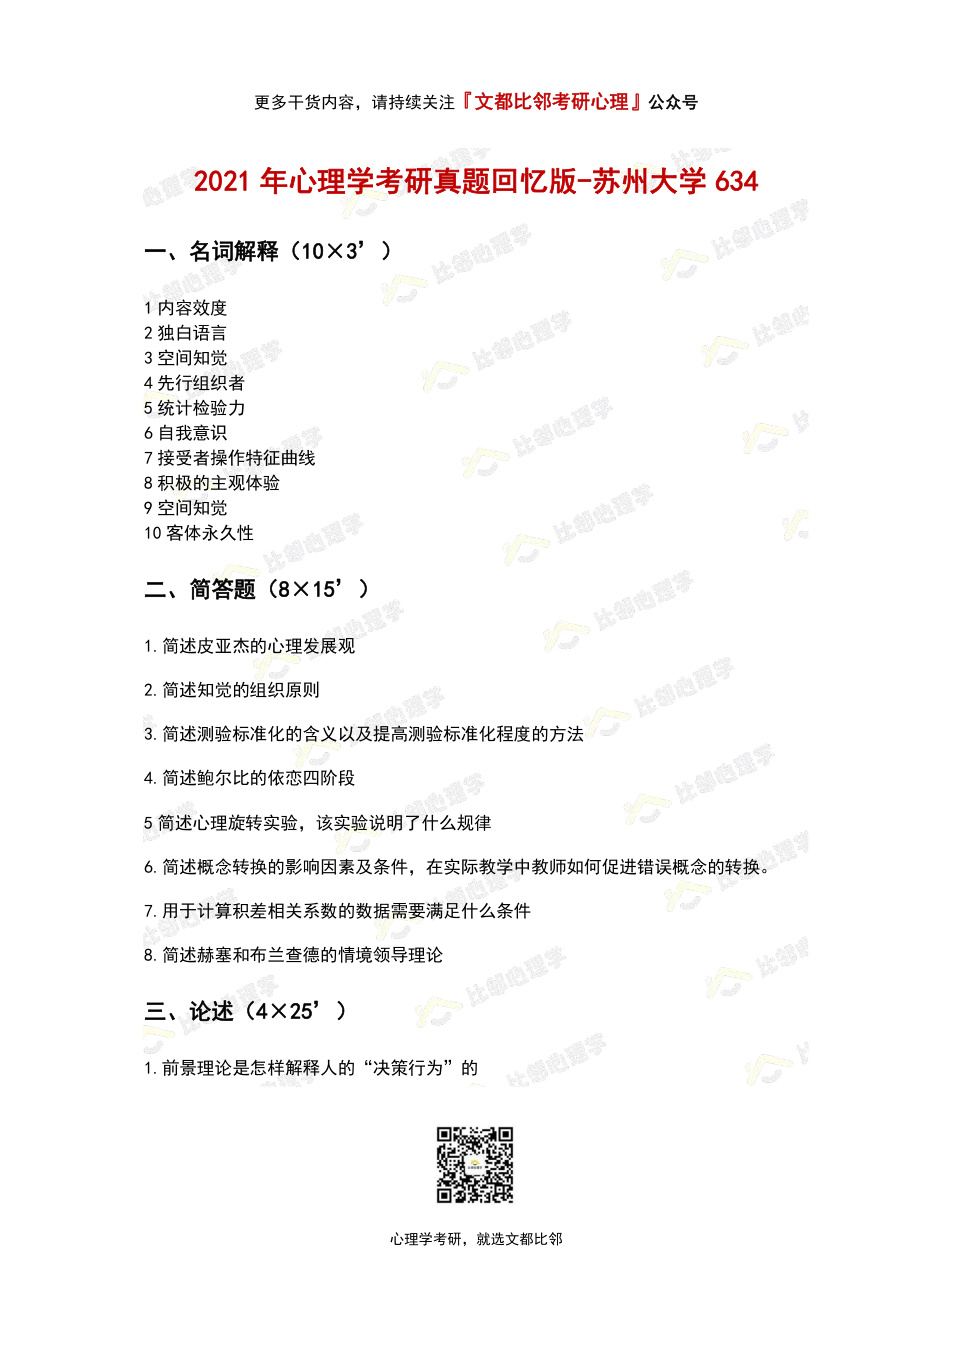 更多干货内容，请持续关注『文都比邻考研心理』公众号
2021 年心理学考研真题回忆版-苏州大学 634
一、名词解释（10×3’）
1 内容效度
2 独白语言
3 空间知觉
4 先行组织者
5 统计检验力
6 自我意识
7 接受者操作特征曲线
8 积极的主观体验
9 空间知觉
10 客体永久性
二、简答题（8×15’）
1. 简述皮亚杰的心理发展观
2. 简述知觉的组织原则
3. 简述测验标准化的含义以及提高测验标准化程度的方法
4. 简述鲍尔比的依恋四阶段
5 简述心理旋转实验，该实验说明了什么规律
6. 简述概念转换的影响因素及条件，在实际教学中教师如何促进错误概念的转换。
7. 用于计算积差相关系数的数据需要满足什么条件
8. 简述赫塞和布兰查德的情境领导理论
三、论述（4×25’）
1. 前景理论是怎样解释人的“决策行为”的
心理学考研，就选文都比邻
比邻心理学